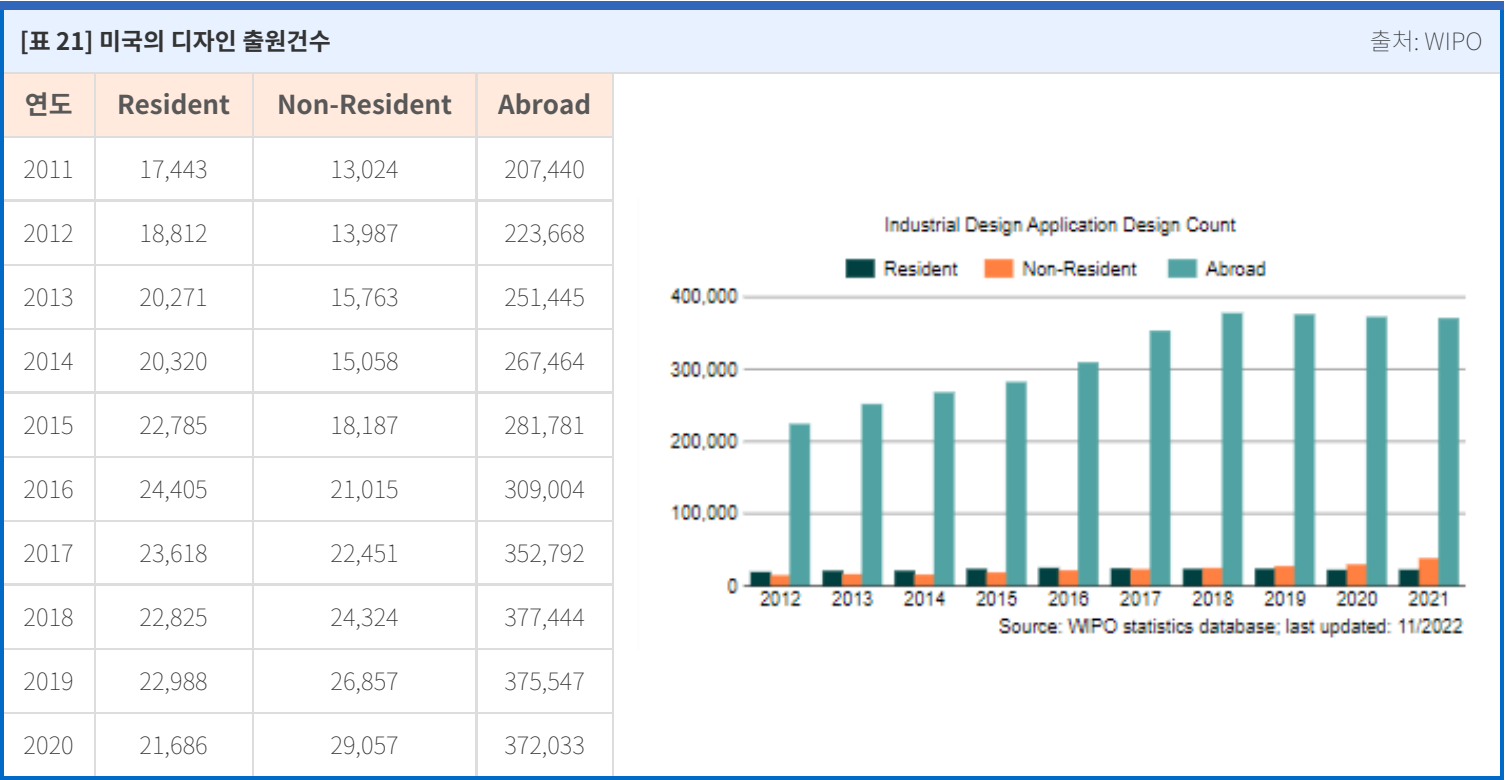 [표 21] 미국의 디자인 출원건수 출처: WIPO
연도 Resident Non-Resident Abroad
2011 17,443 13,024 207,440
2012 18,812 13,987 223,668
2013 20,271 15,763 251,445
2014 20,320 15,058 267,464
2015 22,785 18,187 281,781
2016 24,405 21,015 309,004
2017 23,618 22,451 352,792
2018 22,825 24,324 377,444
2019 22,988 26,857 375,547
2020 21,686 29,057 372,033
Industrial Design Application Design Count
Resident Non-Resident Abroad
400,000
300,000
200,000
100,000
0
2012 2013 2014 2015 2016 2017 2018 2019 2020 2021
Source: WIPO statistics database; last updated: 11/2022